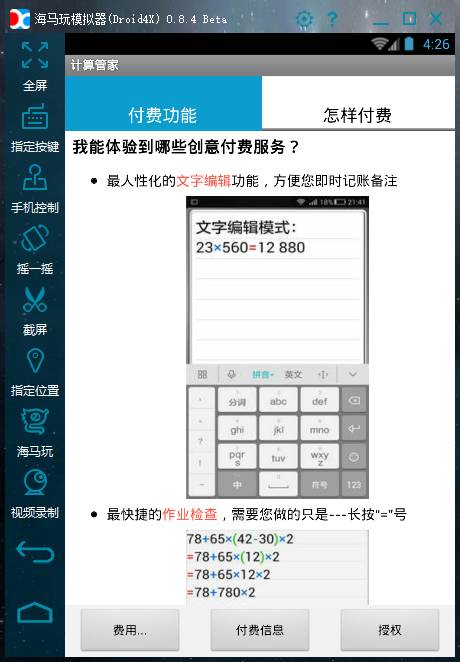 海马玩模拟器(Droid4X) 0.8.4 Beta
4:26
全屏
指定按键
手机控制
摇一摇
截屏
指定位置
海马玩
视频录制
计算管家
付费功能
怎样付费
我能体验到哪些创意付费服务？
最人性化的文字编辑功能，方便您即时记账备注
18% 21:41
文字编辑模式：
23×560=12 880
拼音 英文
分词 abc def
ghi jkl mno
pqrs tuv wxyz
中 符号 123
最快捷的作业检查，需要您做的只是---长按"="号
78+65×(42-30)×2
=78+65×(12)×2
=78+65×12×2
=78+780×2
费用...
付费信息
授权